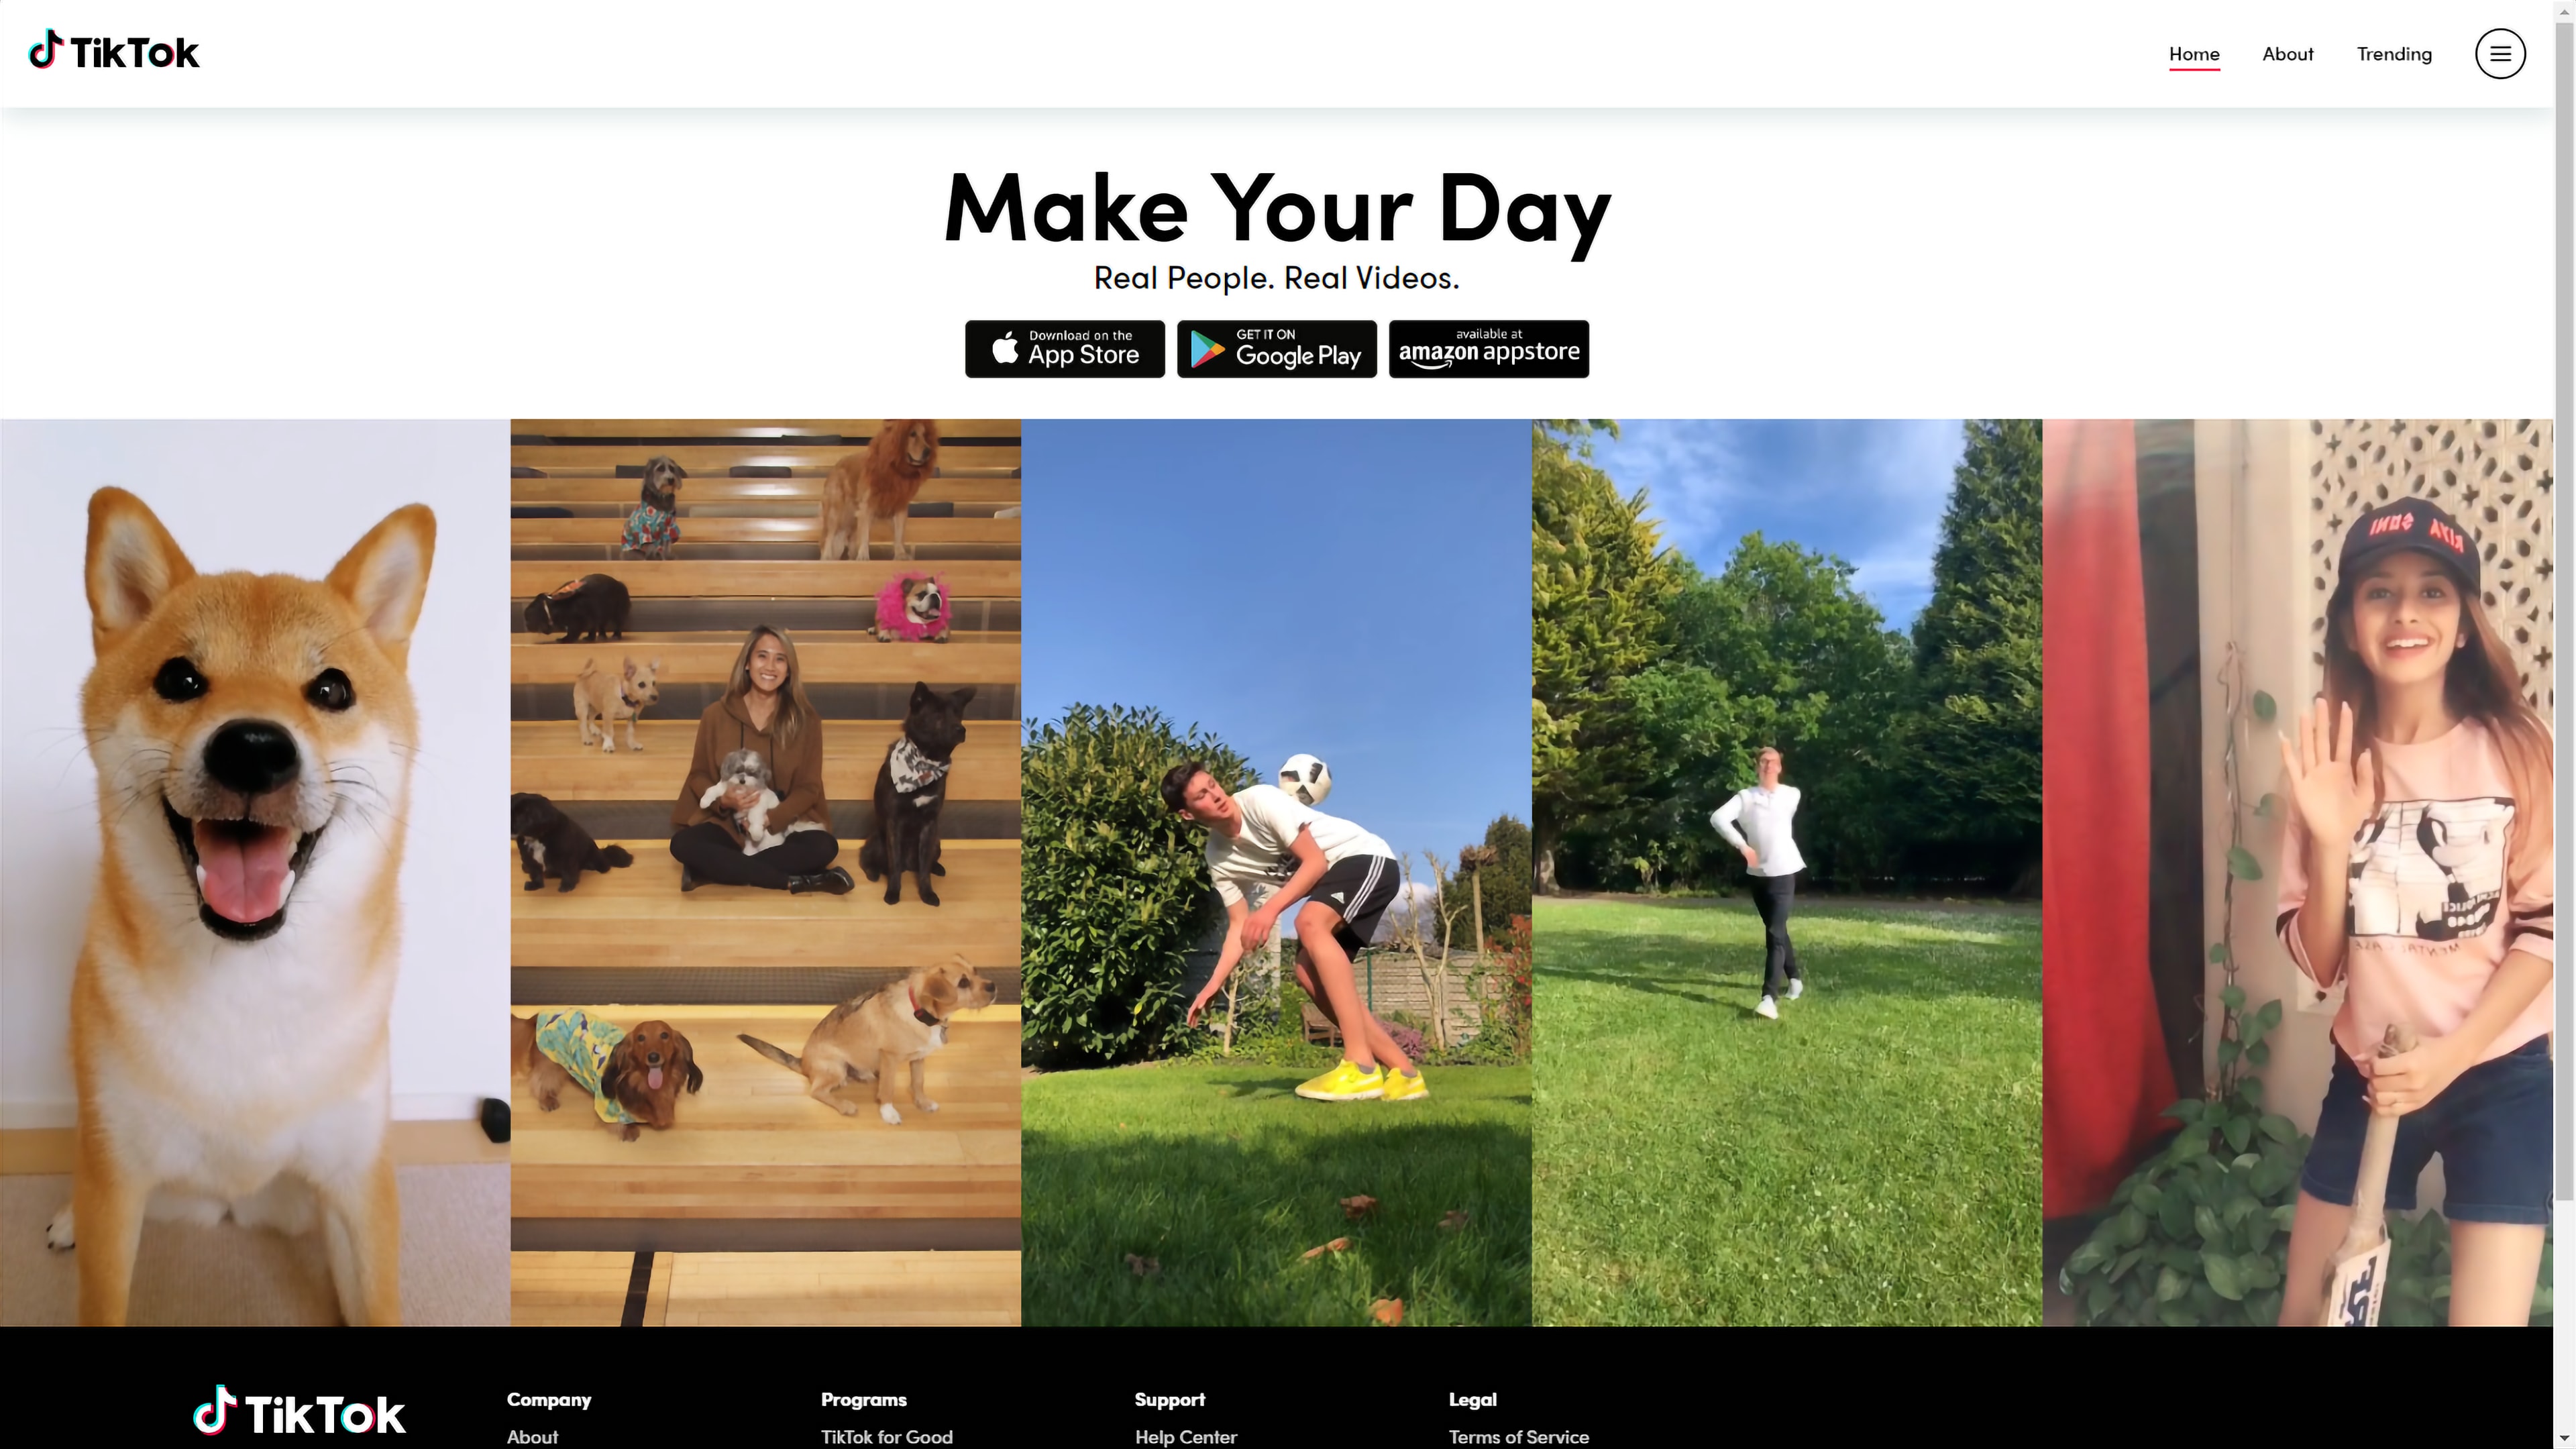 TikTok
Home About Trending
Make Your Day
Real People. Real Videos.
Download on the
App Store
GET IT ON
Google Play
available at
amazon appstore
RIYA SONI
TikTok
Company
About
Programs
TikTok for Good
Support
Help Center
Legal
Terms of Service